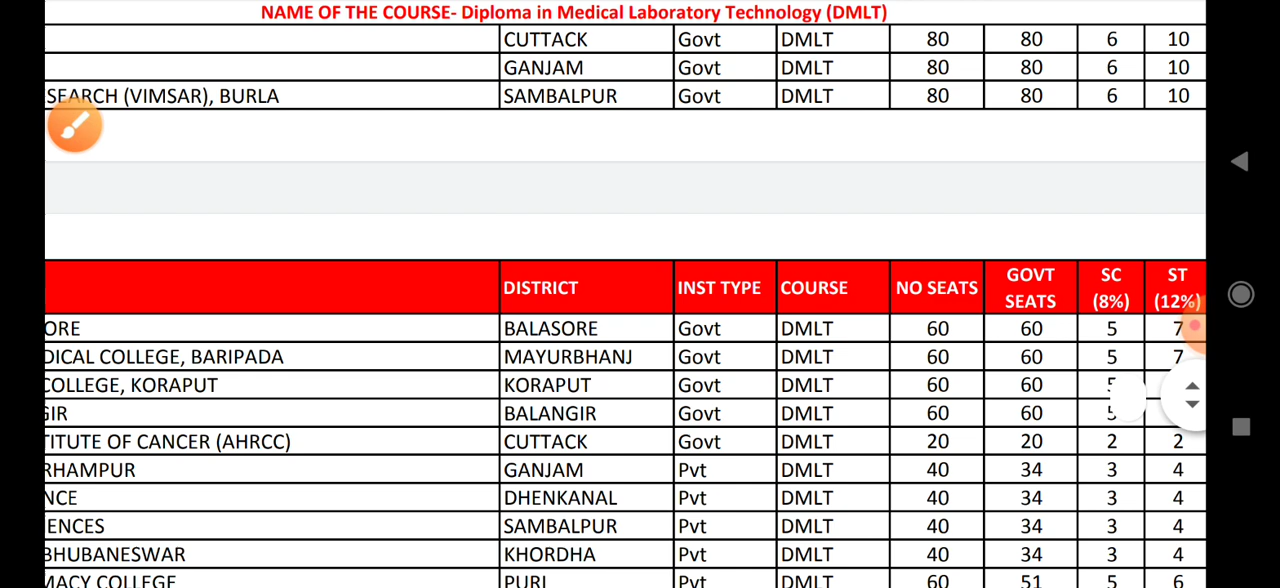 NAME OF THE COURSE- Diploma in Medical Laboratory Technology (DMLT)
CUTTACK Govt DMLT 80 80 6 10
GANJAM Govt DMLT 80 80 6 10
SEARCH (VIMSAR), BURLA SAMBALPUR Govt DMLT 80 80 6 10
DISTRICT INST TYPE COURSE NO SEATS GOVT SEATS SC (8%) ST (12%)
ORE BALASORE Govt DMLT 60 60 5 7
DICAL COLLEGE, BARIPADA MAYURBHANJ Govt DMLT 60 60 5 7
COLLEGE, KORAPUT KORAPUT Govt DMLT 60 60 5
GIR BALANGIR Govt DMLT 60 60 5
TITUTE OF CANCER (AHRCC) CUTTACK Govt DMLT 20 20 2 2
RHAMPUR GANJAM Pvt DMLT 40 34 3 4
NCE DHENKANAL Pvt DMLT 40 34 3 4
ENCES SAMBALPUR Pvt DMLT 40 34 3 4
BHUBANESWAR KHORDHA Pvt DMLT 40 34 3 4
MACY COLLEGE PURI Pvt DMLT 60 51 5 6